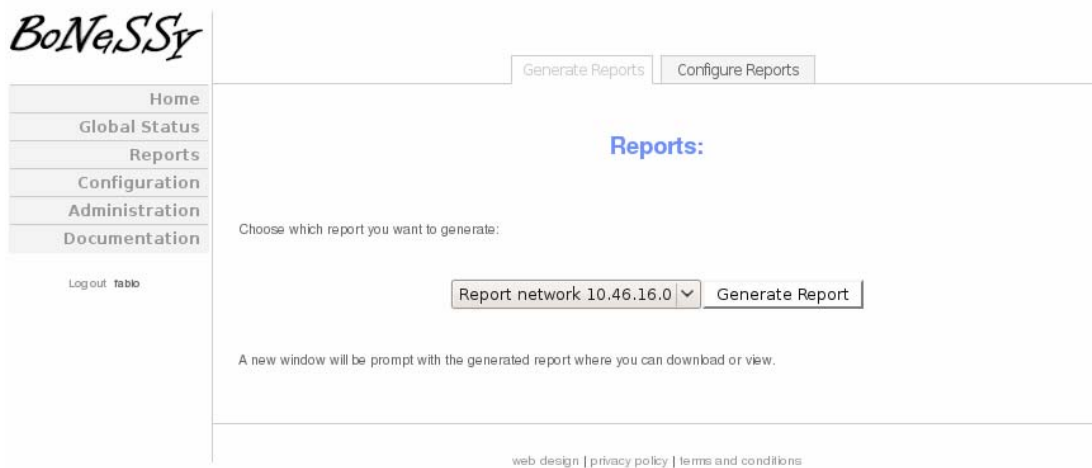 BoNeSSy
Generate Reports
Configure Reports
Home
Global Status
Reports
Configuration
Administration
Documentation
Log out fabio
Reports:
Choose which report you want to generate:
Report network 10.46.16.0
Generate Report
A new window will be prompt with the generated report where you can download or view.
web design | privacy policy | terms and conditions